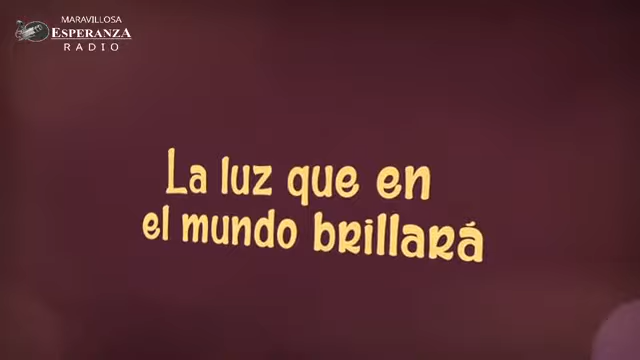 MARAVILLOSA
ESPERANZA
RADIO
La luz que en
el mundo brillará